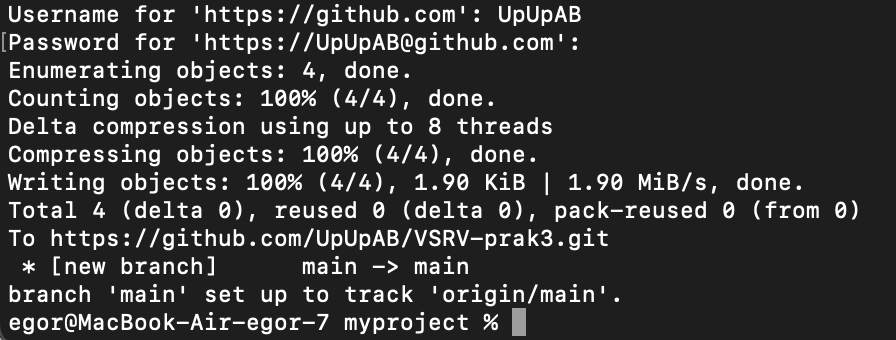 Username for 'https://github.com': UpUpAB
Password for 'https://UpUpAB@github.com':
Enumerating objects: 4, done.
Counting objects: 100% (4/4), done.
Delta compression using up to 8 threads
Compressing objects: 100% (4/4), done.
Writing objects: 100% (4/4), 1.90 KiB | 1.90 MiB/s, done.
Total 4 (delta 0), reused 0 (delta 0), pack-reused 0 (from 0)
To https://github.com/UpUpAB/VSRV-prak3.git
 * [new branch]      main -> main
branch 'main' set up to track 'origin/main'.
egor@MacBook-Air-egor-7 myproject %